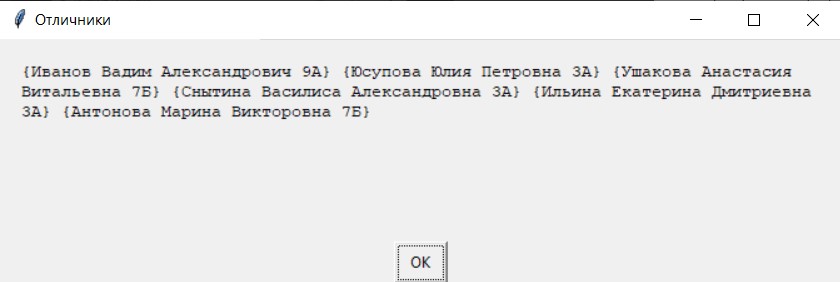 Отличники
{Иванов Вадим Александрович 9А} {Юсупова Юлия Петровна 3А} {Ушакова Анастасия
Витальевна 7Б} {Снытина Василиса Александровна 3А} {Ильина Екатерина Дмитриевна
3А} {Антонова Марина Викторовна 7Б}
OK